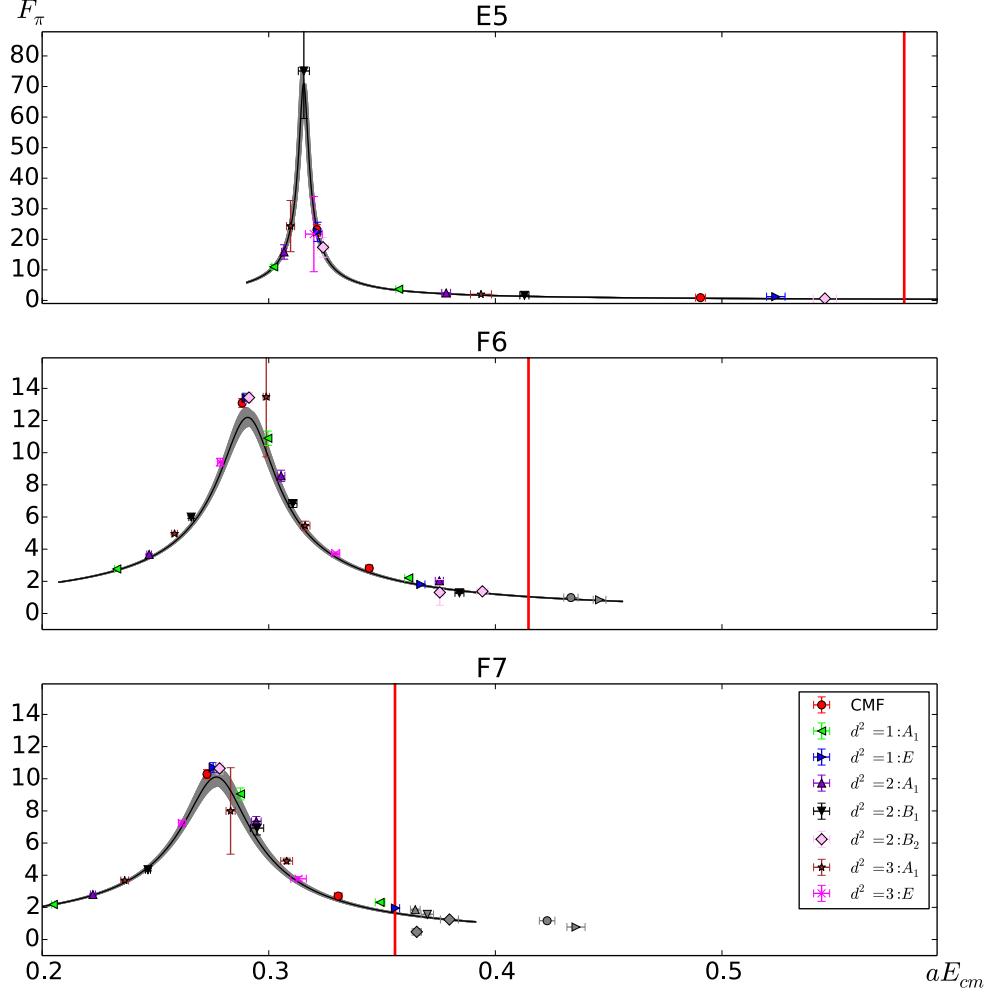 F_π
E5
80
70
60
50
40
30
20
10
0
F6
14
12
10
8
6
4
2
0
F7
14
12
10
8
6
4
2
0
CMF
d² =1:A₁
d² =1:E
d² =2:A₁
d² =2:B₁
d² =2:B₂
d² =3:A₁
d² =3:E
0.2 0.3 0.4 0.5 aE_cm